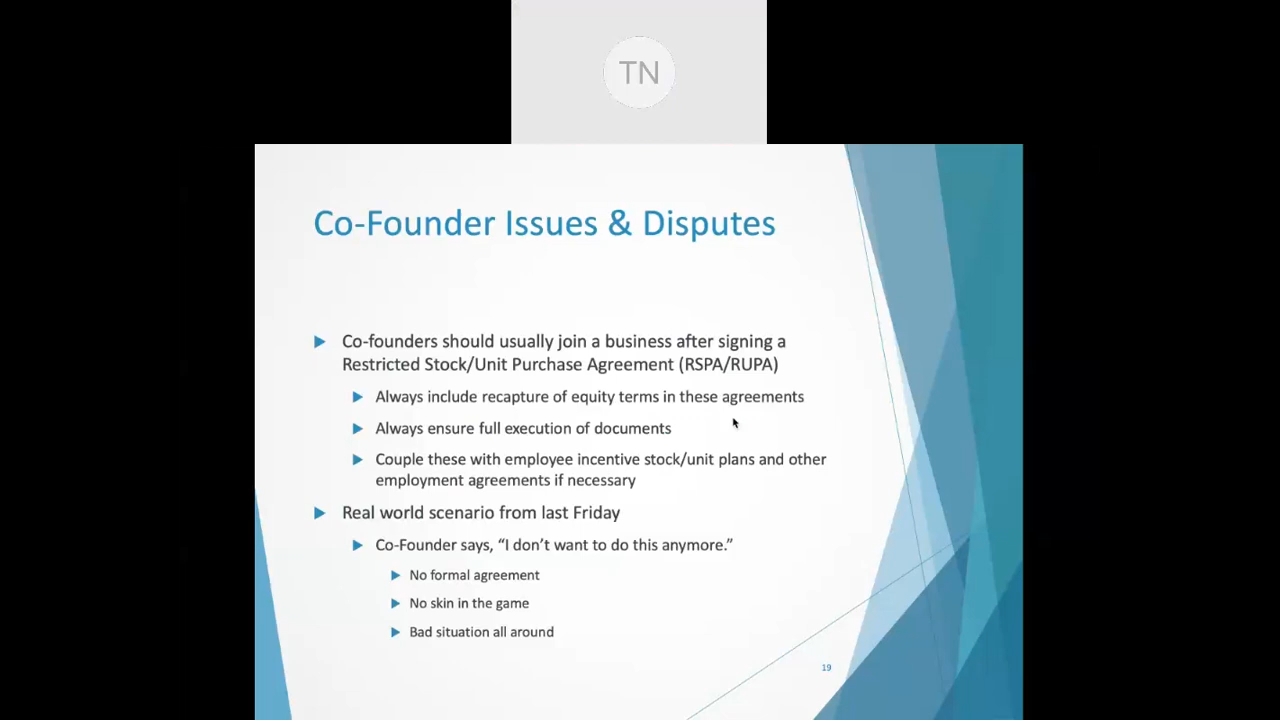 TN
Co-Founder Issues & Disputes
Co-founders should usually join a business after signing a
Restricted Stock/Unit Purchase Agreement (RSPA/RUPA)
Always include recapture of equity terms in these agreements
Always ensure full execution of documents
Couple these with employee incentive stock/unit plans and other
employment agreements if necessary
Real world scenario from last Friday
Co-Founder says, “I don’t want to do this anymore.”
No formal agreement
No skin in the game
Bad situation all around
19